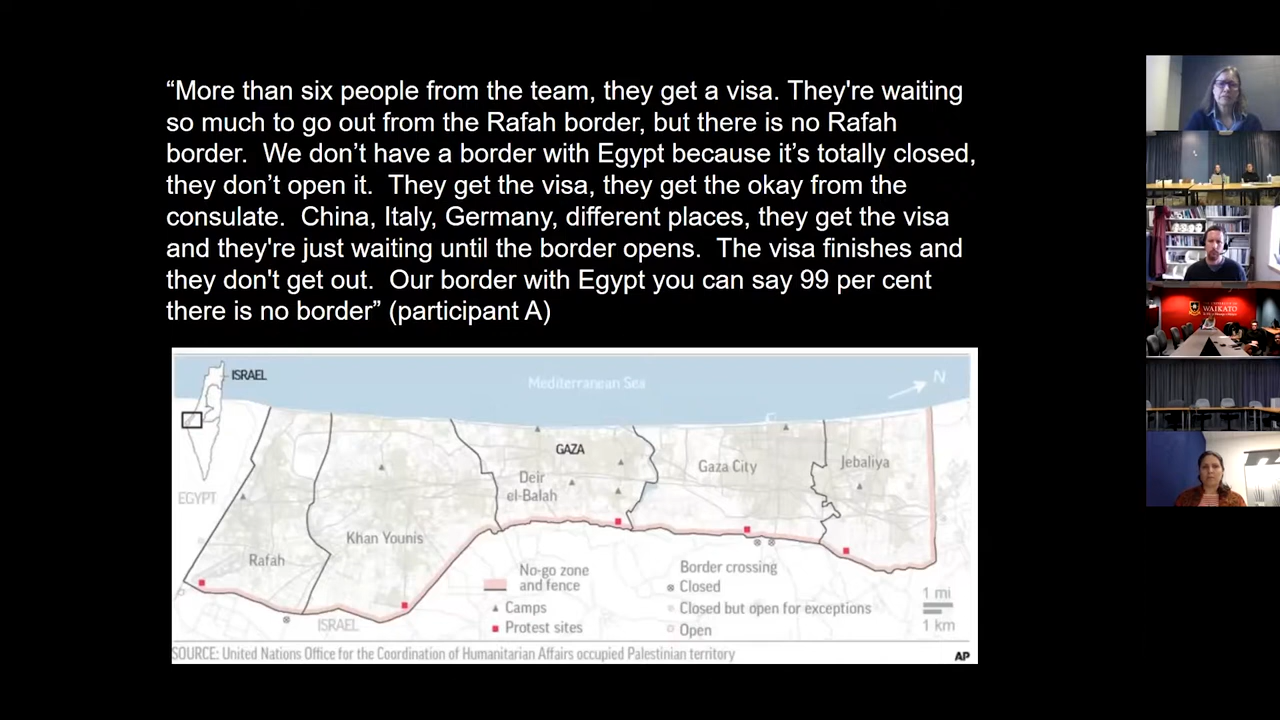 “More than six people from the team, they get a visa. They're waiting
so much to go out from the Rafah border, but there is no Rafah
border.  We don’t have a border with Egypt because it’s totally closed,
they don’t open it.  They get the visa, they get the okay from the
consulate.  China, Italy, Germany, different places, they get the visa
and they're just waiting until the border opens.  The visa finishes and
they don't get out.  Our border with Egypt you can say 99 per cent
there is no border” (participant A)
ISRAEL
Mediterranean Sea
N
EGYPT
GAZA
Deir
el-Balah
Gaza City
Jebaliya
Khan Younis
Rafah
ISRAEL
No-go zone
and fence
Camps
Protest sites
Border crossing
Closed
Closed but open for exceptions
Open
1 mi
1 km
SOURCE: United Nations Office for the Coordination of Humanitarian Affairs occupied Palestinian territory
AP
WAIKATO